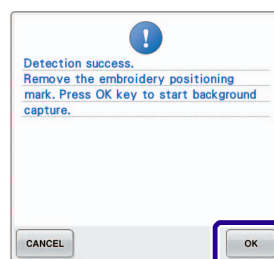 Detection success.
Remove the embroidery positioning
mark. Press OK key to start background
capture.
CANCEL
OK